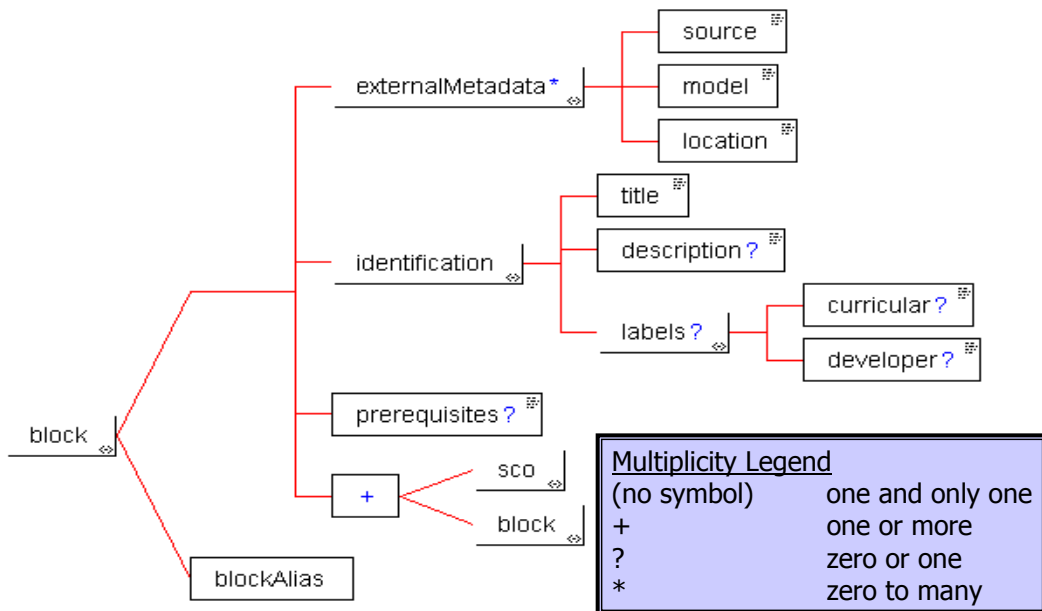 source
externalMetadata*
model
location
title
description?
identification
curricular?
labels?
developer?
prerequisites?
block
sco
+
block
blockAlias
Multiplicity Legend
(no symbol) one and only one
+ one or more
? zero or one
* zero to many